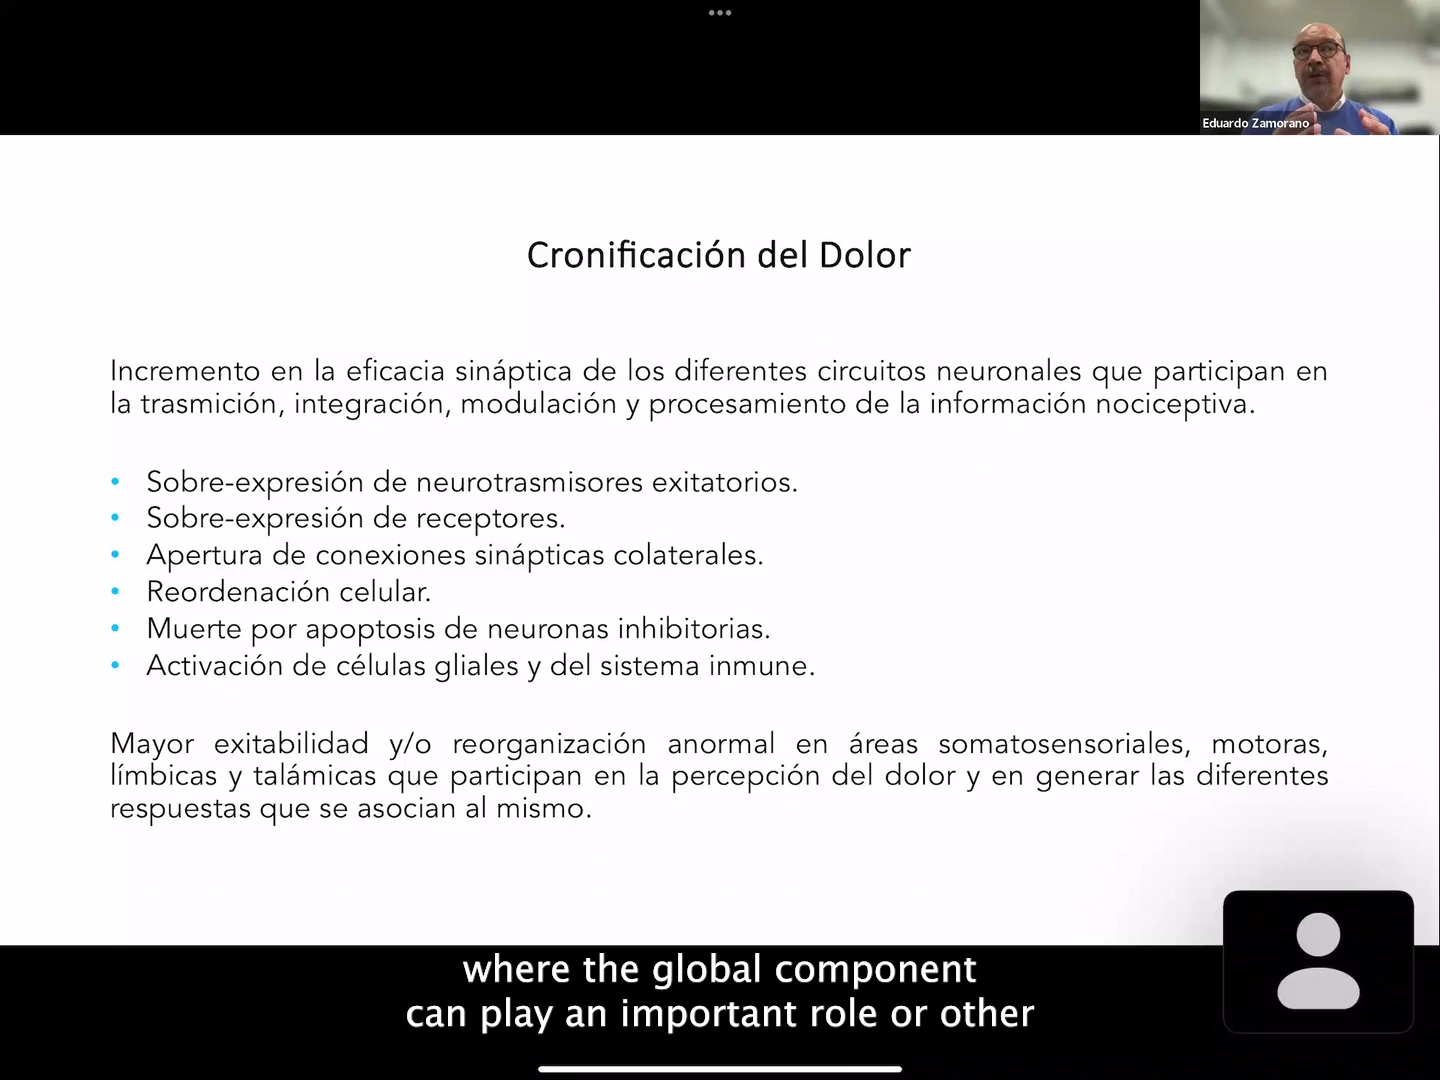 Eduardo Zamorano
Cronificación del Dolor
Incremento en la eficacia sináptica de los diferentes circuitos neuronales que participan en
la trasmición, integración, modulación y procesamiento de la información nociceptiva.
• Sobre-expresión de neurotrasmisores exitatorios.
• Sobre-expresión de receptores.
• Apertura de conexiones sinápticas colaterales.
• Reordenación celular.
• Muerte por apoptosis de neuronas inhibitorias.
• Activación de células gliales y del sistema inmune.
Mayor exitabilidad y/o reorganización anormal en áreas somatosensoriales, motoras,
límbicas y talámicas que participan en la percepción del dolor y en generar las diferentes
respuestas que se asocian al mismo.
where the global component
can play an important role or other